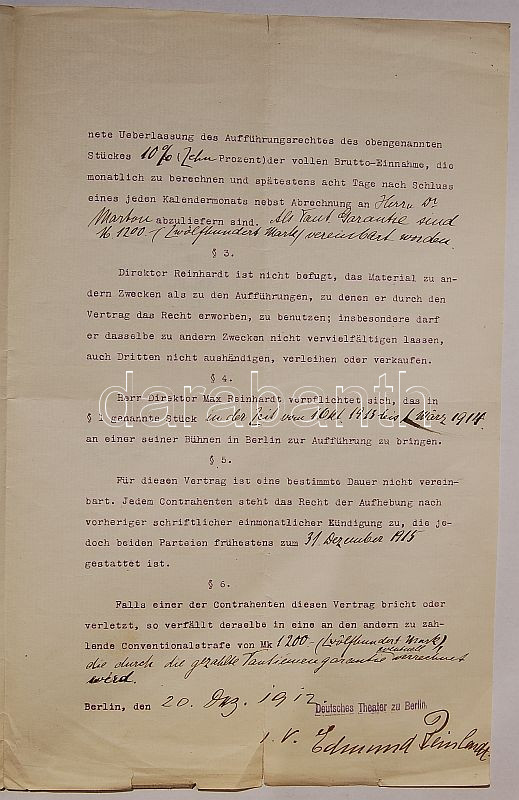 nete Ueberlassung des Aufführungsrechtes des obengenannten
Stückes 10% (Zehn Prozent) der vollen Brutto-Einnahme, die
monatlich zu berechnen und spätestens acht Tage nach Schluss
eines jeden Kalendermonats nebst Abrechnung an Herrn Dr
Marton abzuliefern sind. Als Tant. Garantie sind
M 1200.- (zwölfhundert Mark) vereinbart worden.
§ 3.
Direktor Reinhardt ist nicht befugt, das Material zu an-
dern Zwecken als zu den Aufführungen, zu denen er durch den
Vertrag das Recht erworben, zu benutzen; insbesondere darf
er dasselbe zu andern Zwecken nicht vervielfältigen lassen,
auch Dritten nicht aushändigen, verleihen oder verkaufen.
§ 4.
Herr Direktor Max Reinhardt verpflichtet sich, das in
§ 1 genannte Stück in der Zeit vom 1 Okt 1913 bis 1 März 1914.
an einer seiner Bühnen in Berlin zur Aufführung zu bringen.
§ 5.
Für diesen Vertrag ist eine bestimmte Dauer nicht verein-
bart. Jedem Contrahenten steht das Recht der Aufhebung nach
vorheriger schriftlicher einmonatlicher Kündigung zu, die je-
doch beiden Parteien frühestens zum 31 Dezember 1915
gestattet ist.
§ 6.
Falls einer der Contrahenten diesen Vertrag bricht oder
verletzt, so verfällt derselbe in eine an den andern zu zah-
lende Conventionalstrafe von Mk 1200.- (zwölfhundert Mark)
eventuell
die durch die gezahlte Tantiemengarantie verrechnet
wird.
Berlin, den 20. Dez. 1912
Deutsches Theater zu Berlin.
i. V. Edmund Reinhardt
darabanth